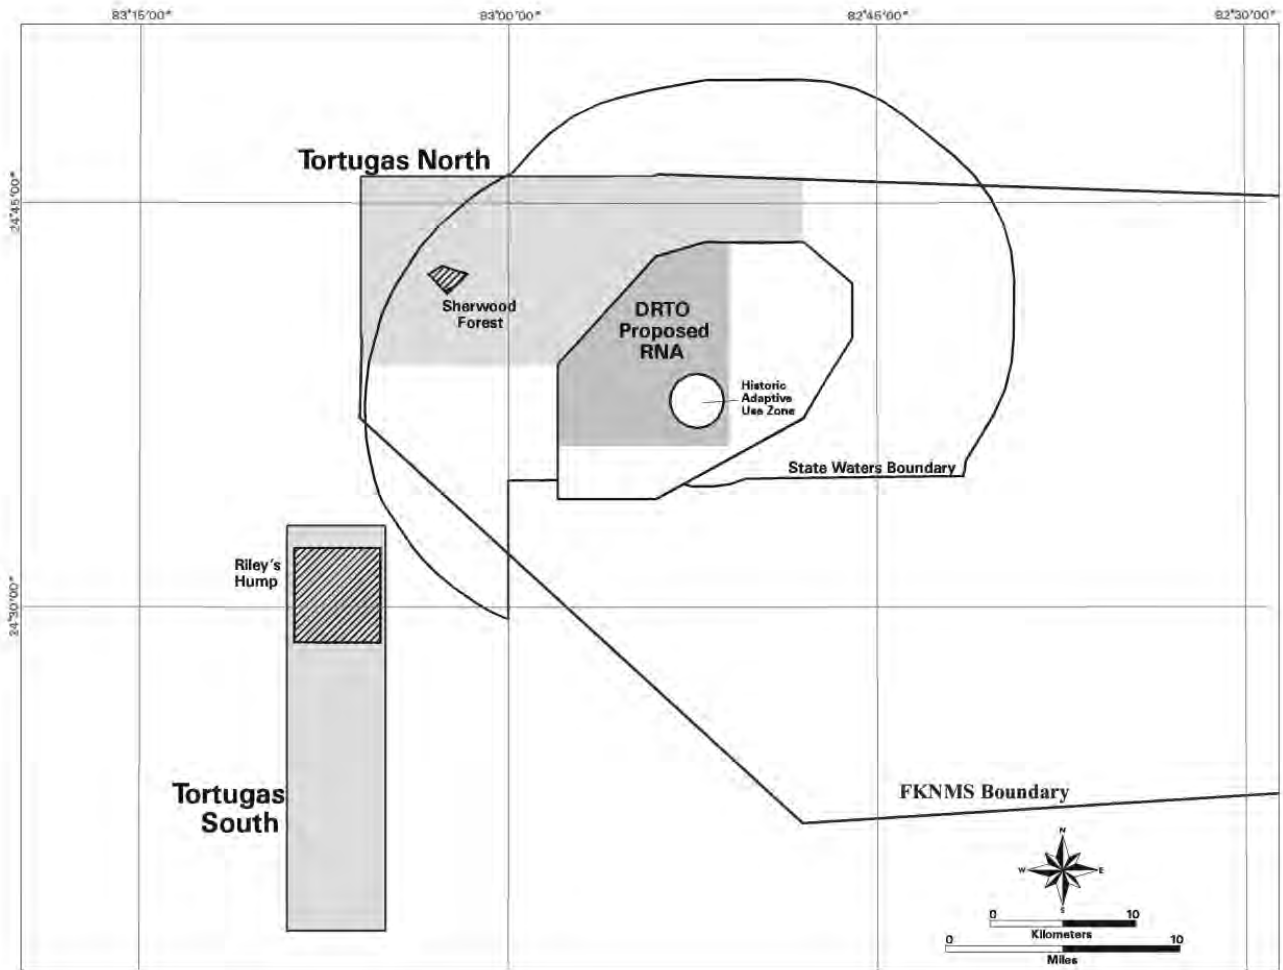 83°15'00"
83°00'00"
82°45'00"
82°30'00"
Tortugas North
24°45'00"
Sherwood
Forest
DRTO
Proposed
RNA
Historic
Adaptive
Use Zone
State Waters Boundary
Riley's
Hump
24°30'00"
Tortugas
South
FKNMS Boundary
N
W
E
S
0 10
Kilometers
0 10
Miles